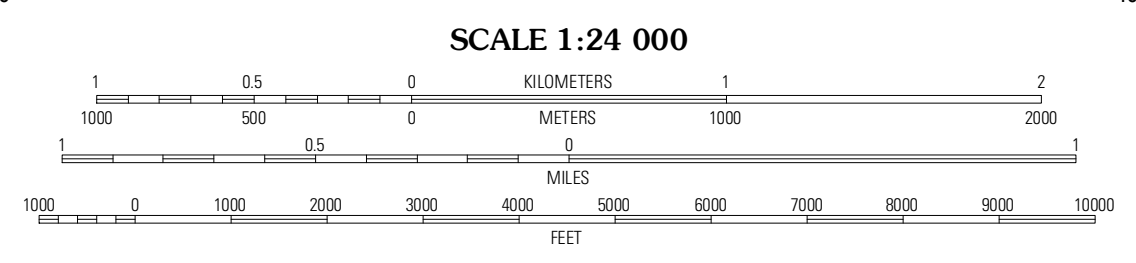 SCALE 1:24 000
1 0.5 0 KILOMETERS 1 2
1000 500 0 METERS 1000 2000
1 0.5 0 1
MILES
1000 0 1000 2000 3000 4000 5000 6000 7000 8000 9000 10000
FEET